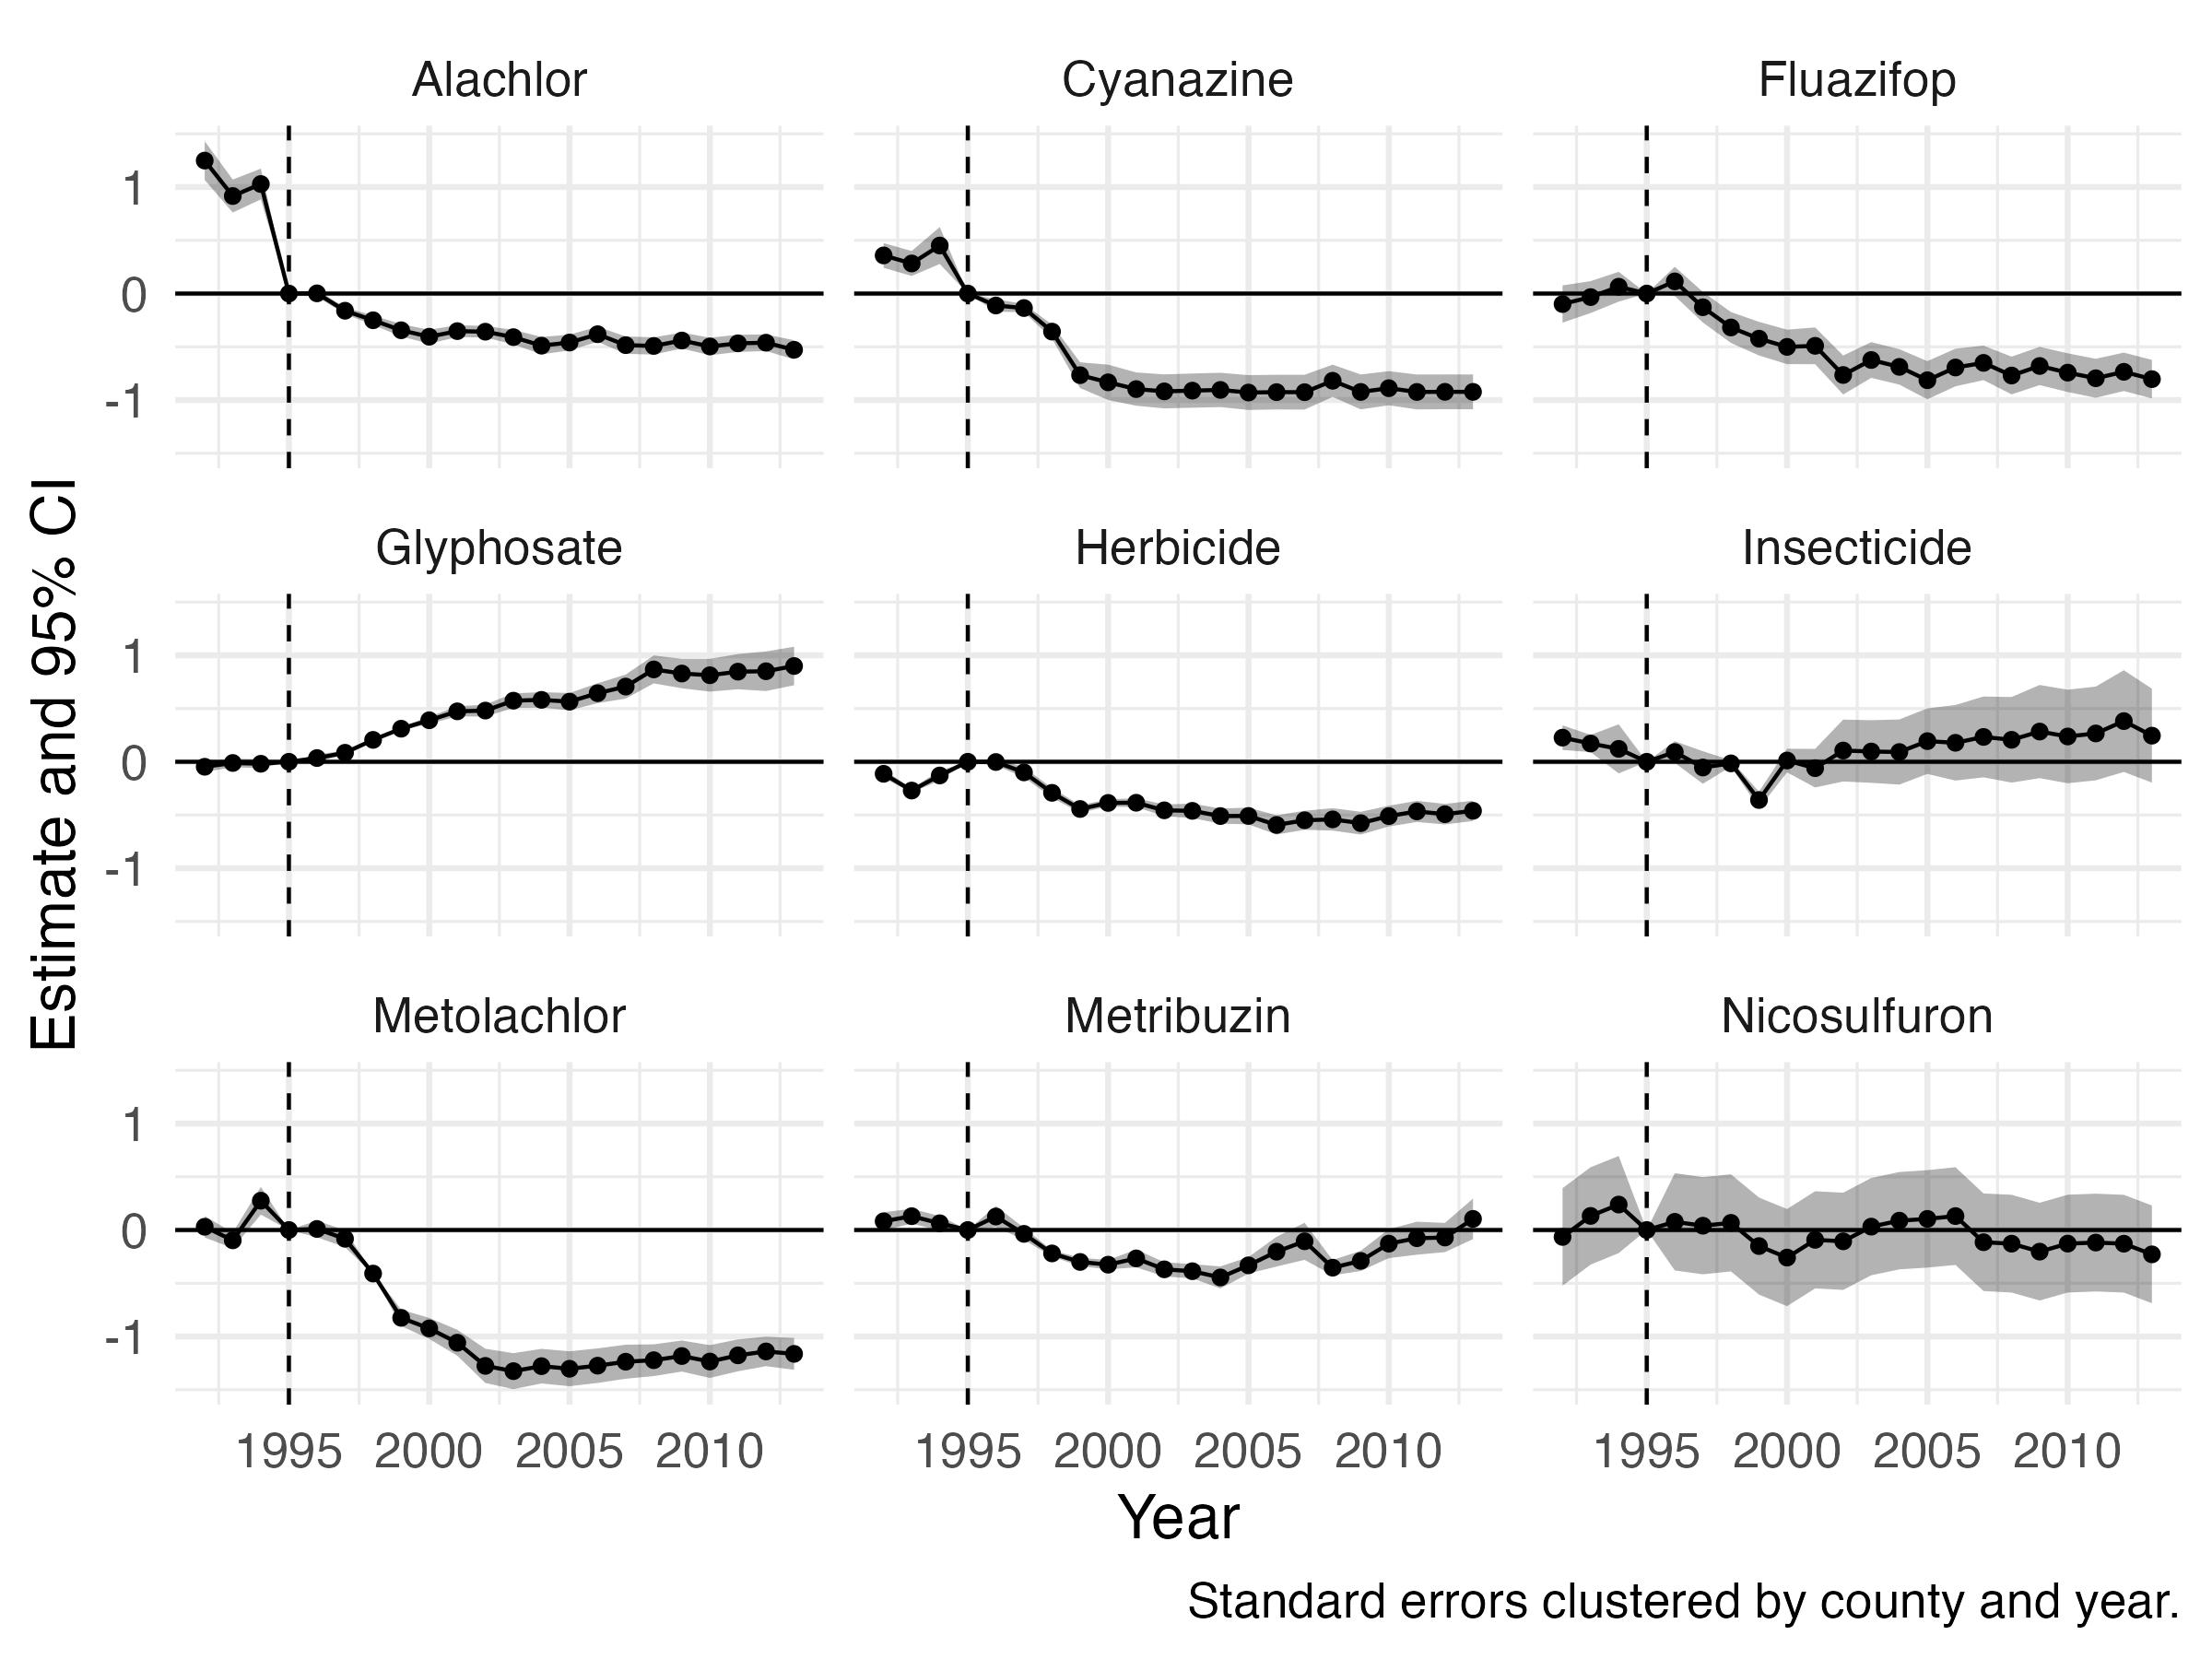 Alachlor Cyanazine Fluazifop
1
0
-1
Glyphosate Herbicide Insecticide
1
0
-1
Metolachlor Metribuzin Nicosulfuron
1
0
-1
1995 2000 2005 2010 1995 2000 2005 2010 1995 2000 2005 2010
Estimate and 95% CI
Year
Standard errors clustered by county and year.